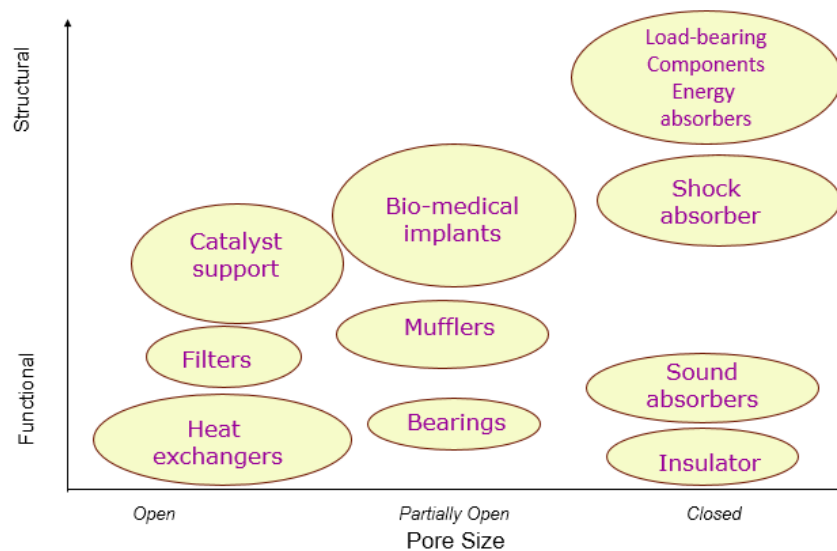 Structural
Functional
Load-bearing
Components
Energy
absorbers
Shock
absorber
Bio-medical
implants
Catalyst
support
Mufflers
Filters
Sound
absorbers
Heat
exchangers
Bearings
Insulator
Open
Partially Open
Closed
Pore Size